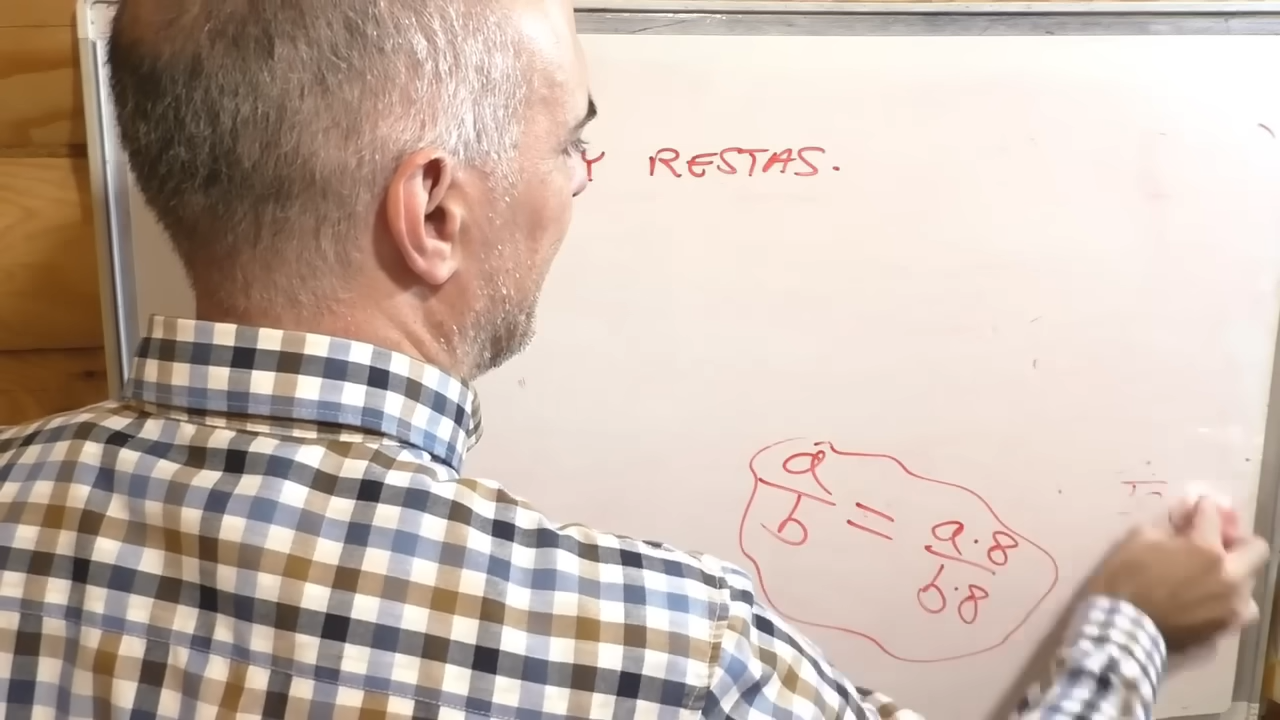 Y RESTAS.
a/b = a·8/b·8